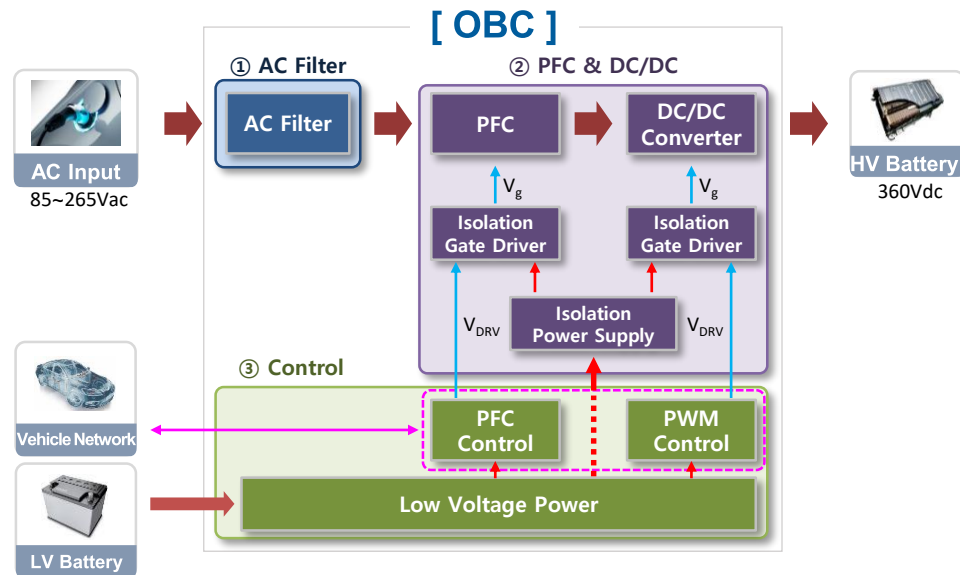 [ OBC ]
① AC Filter
② PFC & DC/DC
AC Filter
PFC
DC/DC
Converter
AC Input
85~265Vac
HV Battery
360Vdc
Vg
Vg
Isolation
Gate Driver
Isolation
Gate Driver
VDRV
Isolation
Power Supply
VDRV
③ Control
Vehicle Network
PFC
Control
PWM
Control
Low Voltage Power
LV Battery